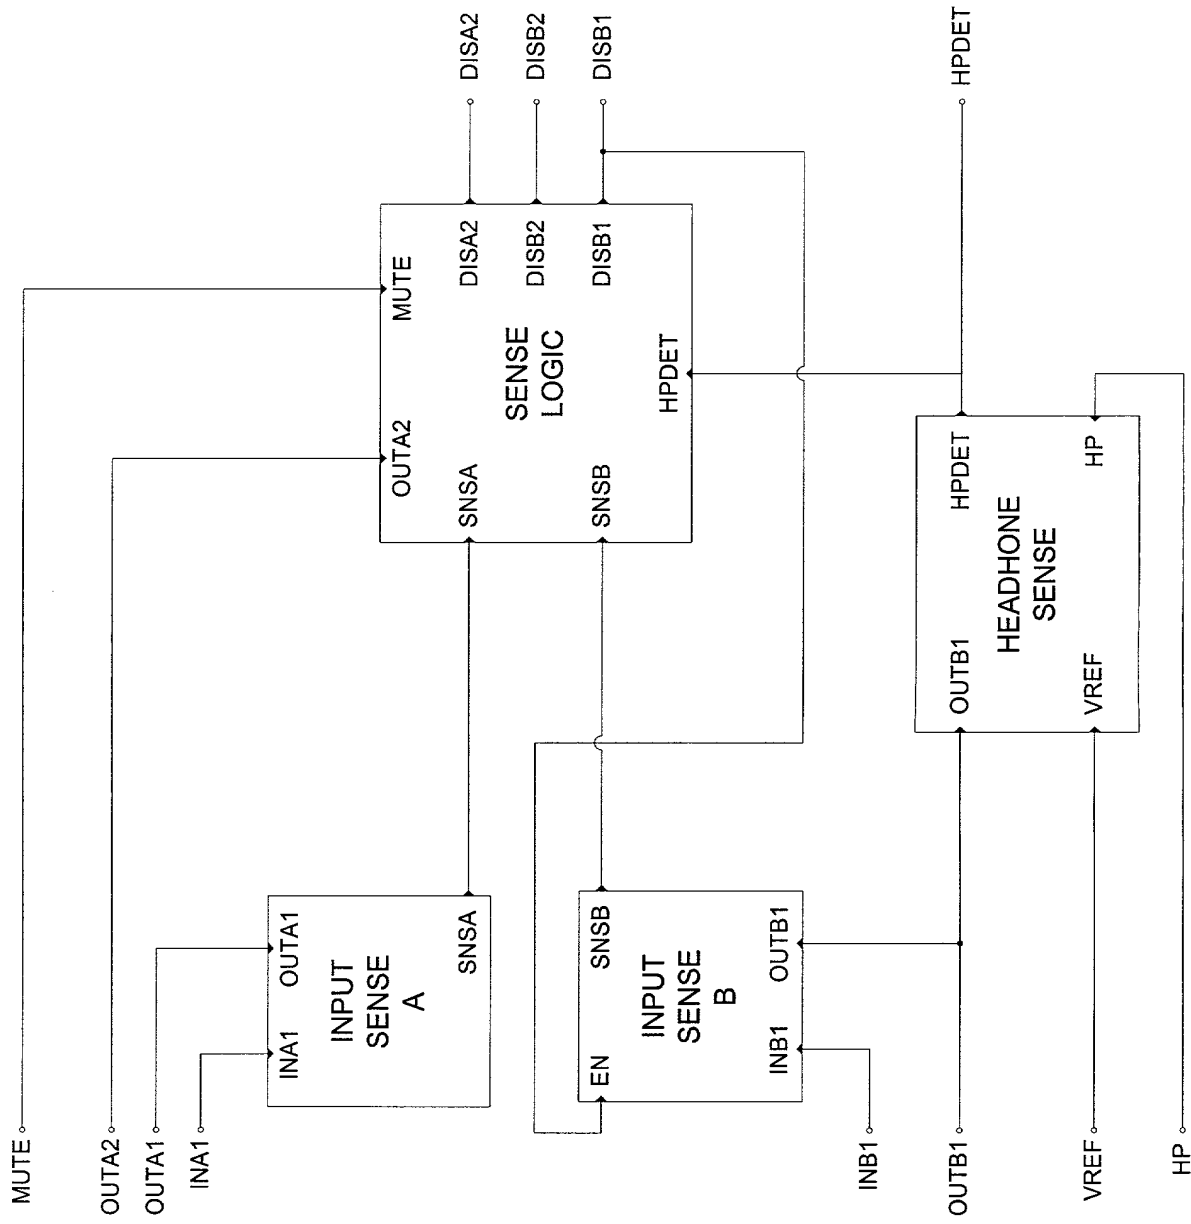 MUTE
OUTA2
OUTA1
INA1
INB1
OUTB1
VREF
HP
INA1
OUTA1
INPUT
SENSE
A
SNSA
EN
SNSB
INPUT
SENSE
B
INB1
OUTB1
OUTA2
MUTE
SNSA
DISA2
SENSE
LOGIC
DISB2
SNSB
DISB1
HPDET
OUTB1
HPDET
HEADHONE
SENSE
VREF
HP
DISA2
DISB2
DISB1
HPDET